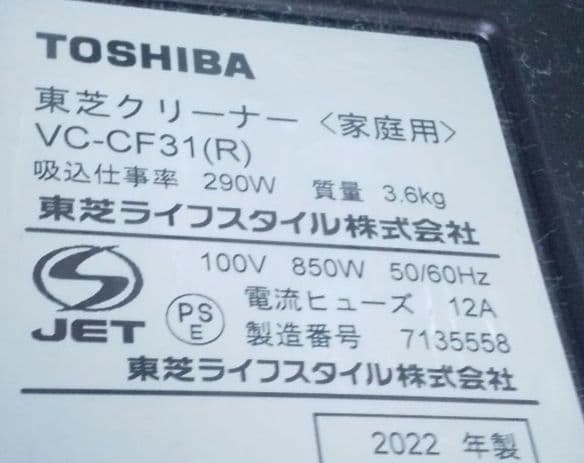 TOSHIBA
東芝クリーナー〈家庭用〉
VC-CF31(R)
吸込仕事率 290W 質量 3.6kg
東芝ライフスタイル株式会社
100V 850W 50/60Hz
電流ヒューズ 12A
JET
PS
E
製造番号 7135558
東芝ライフスタイル株式会社
2022 年製